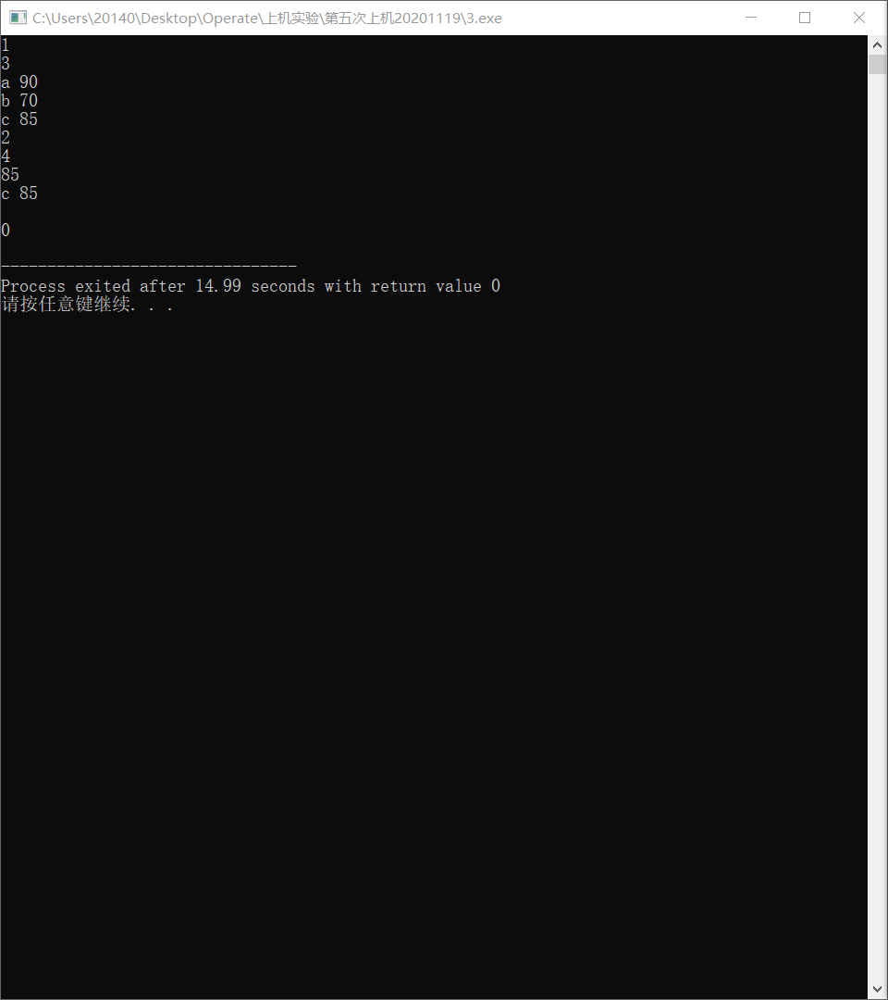 C:\Users\20140\Desktop\Operate\上机实验\第五次上机20201119\3.exe
1
3
a 90
b 70
c 85
2
4
85
c 85
0
--------------------------------
Process exited after 14.99 seconds with return value 0
请按任意键继续. . .